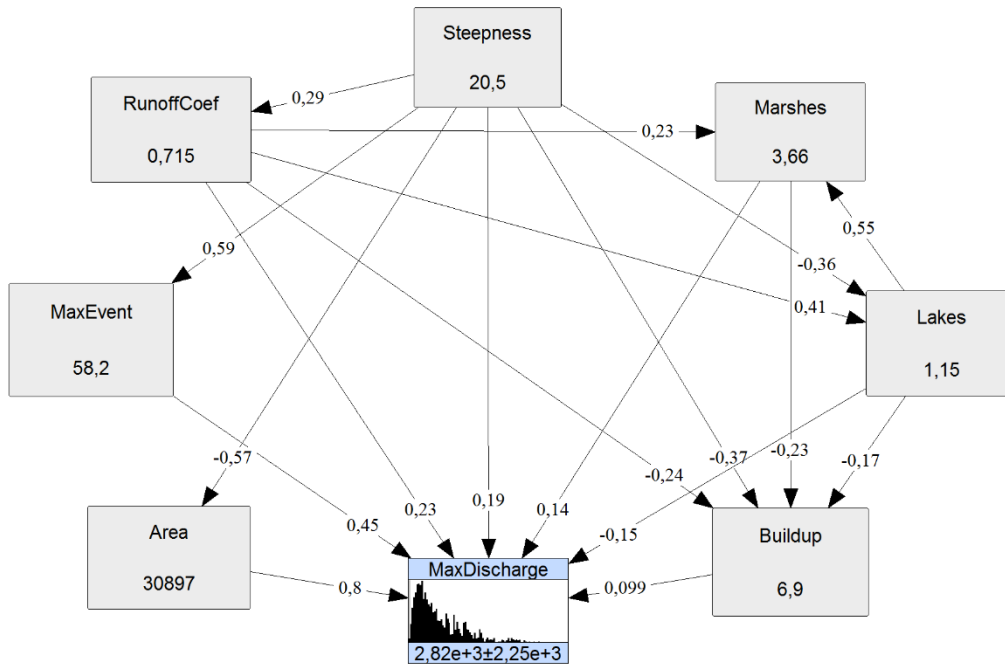 Steepness
20,5
RunoffCoef
0,715
0,29
Marshes
3,66
0,23
0,59
-0,36
0,55
MaxEvent
58,2
0,41
Lakes
1,15
-0,57
-0,37
-0,23
-0,17
-0,24
Area
30897
0,45
0,23
0,19
0,14
-0,15
Buildup
6,9
0,8
MaxDischarge
0,099
2,82e+3±2,25e+3